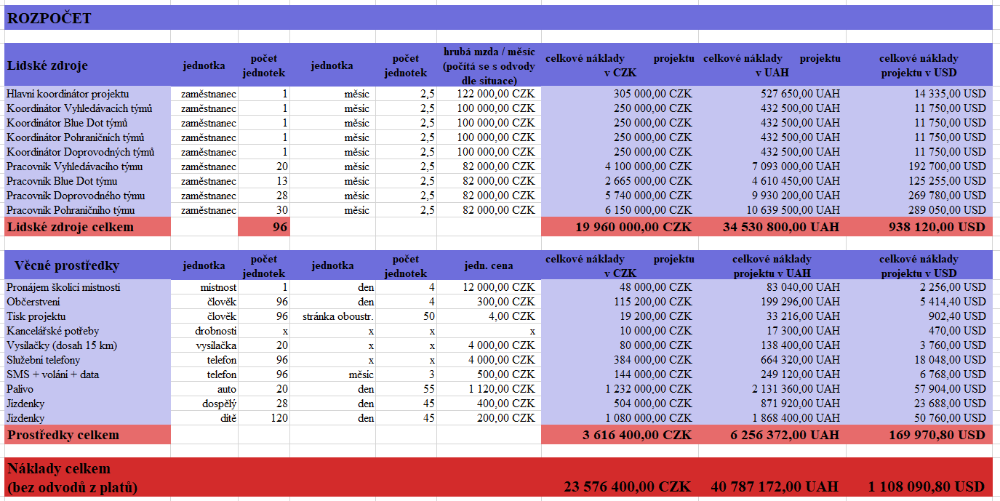 ROZPOČET
Lidské zdroje jednotka počet jednotek jednotka počet jednotek hrubá mzda / měsíc (počítá se s odvody dle situace) celkové náklady projektu v CZK celkové náklady projektu v UAH celkové náklady projektu v USD
Hlavní koordinátor projektu zaměstnanec 1 měsíc 2,5 122 000,00 CZK 305 000,00 CZK 527 650,00 UAH 14 335,00 USD
Koordinátor Vyhledávacích týmů zaměstnanec 1 měsíc 2,5 100 000,00 CZK 250 000,00 CZK 432 500,00 UAH 11 750,00 USD
Koordinátor Blue Dot týmů zaměstnanec 1 měsíc 2,5 100 000,00 CZK 250 000,00 CZK 432 500,00 UAH 11 750,00 USD
Koordinátor Pohraničních týmů zaměstnanec 1 měsíc 2,5 100 000,00 CZK 250 000,00 CZK 432 500,00 UAH 11 750,00 USD
Koordinátor Doprovodných týmů zaměstnanec 1 měsíc 2,5 100 000,00 CZK 250 000,00 CZK 432 500,00 UAH 11 750,00 USD
Pracovník Vyhledávacího týmu zaměstnanec 20 měsíc 2,5 82 000,00 CZK 4 100 000,00 CZK 7 093 000,00 UAH 192 700,00 USD
Pracovník Blue Dot týmu zaměstnanec 13 měsíc 2,5 82 000,00 CZK 2 665 000,00 CZK 4 610 450,00 UAH 125 255,00 USD
Pracovník Doprovodného týmu zaměstnanec 28 měsíc 2,5 82 000,00 CZK 5 740 000,00 CZK 9 930 200,00 UAH 269 780,00 USD
Pracovník Pohraničního týmu zaměstnanec 30 měsíc 2,5 82 000,00 CZK 6 150 000,00 CZK 10 639 500,00 UAH 289 050,00 USD
Lidské zdroje celkem 96 19 960 000,00 CZK 34 530 800,00 UAH 938 120,00 USD
Věcné prostředky jednotka počet jednotek jednotka počet jednotek jedn. cena celkové náklady projektu v CZK celkové náklady projektu v UAH celkové náklady projektu v USD
Pronájem školící místnosti místnost 1 den 4 12 000,00 CZK 48 000,00 CZK 83 040,00 UAH 2 256,00 USD
Občerstvení člověk 96 den 4 300,00 CZK 115 200,00 CZK 199 296,00 UAH 5 414,40 USD
Tisk projektu člověk 96 stránka oboustr. 50 4,00 CZK 19 200,00 CZK 33 216,00 UAH 902,40 USD
Kancelářské potřeby drobnosti x x x x 10 000,00 CZK 17 300,00 UAH 470,00 USD
Vysílačky (dosah 15 km) vysílačka 20 x x 4 000,00 CZK 80 000,00 CZK 138 400,00 UAH 3 760,00 USD
Služební telefony telefon 96 x x 4 000,00 CZK 384 000,00 CZK 664 320,00 UAH 18 048,00 USD
SMS + volání + data telefon 96 měsíc 3 500,00 CZK 144 000,00 CZK 249 120,00 UAH 6 768,00 USD
Palivo auto 20 den 55 1 120,00 CZK 1 232 000,00 CZK 2 131 360,00 UAH 57 904,00 USD
Jízdenky dospělý 28 den 45 400,00 CZK 504 000,00 CZK 871 920,00 UAH 23 688,00 USD
Jízdenky dítě 120 den 45 200,00 CZK 1 080 000,00 CZK 1 868 400,00 UAH 50 760,00 USD
Prostředky celkem 3 616 400,00 CZK 6 256 372,00 UAH 169 970,80 USD
Náklady celkem
(bez odvodů z platů) 23 576 400,00 CZK 40 787 172,00 UAH 1 108 090,80 USD